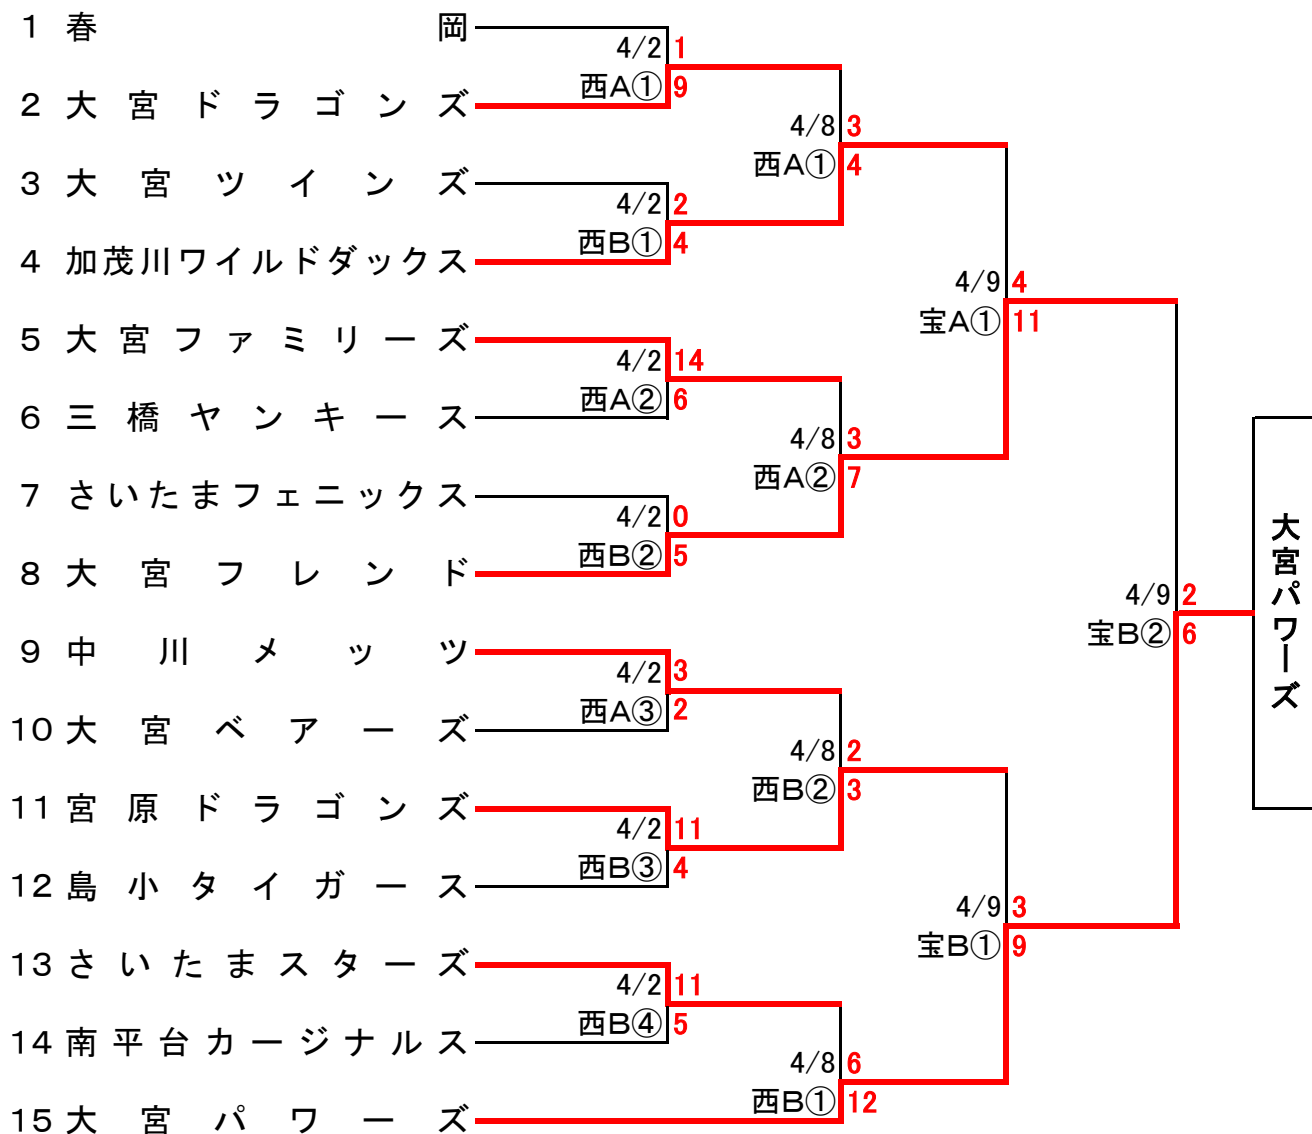 1 春岡
4/2 1
西A① 9
2 大宮ドラゴンズ
4/8 3
西A① 4
3 大宮ツインズ
4/2 2
西B① 4
4 加茂川ワイルドダックス
4/9 4
宝A① 11
5 大宮ファミリーズ
4/2 14
西A② 6
6 三橋ヤンキース
4/8 3
西A② 7
7 さいたまフェニックス
4/2 0
西B② 5
8 大宮フレンド
4/9 2
宝B② 6
大宮パワーズ
9 中川メッツ
4/2 3
西A③ 2
10 大宮ベアーズ
4/8 2
西B② 3
11 宮原ドラゴンズ
4/2 11
西B③ 4
12 島小タイガース
4/9 3
宝B① 9
13 さいたまスターズ
4/2 11
西B④ 5
14 南平台カージナルス
4/8 6
西B① 12
15 大宮パワーズ